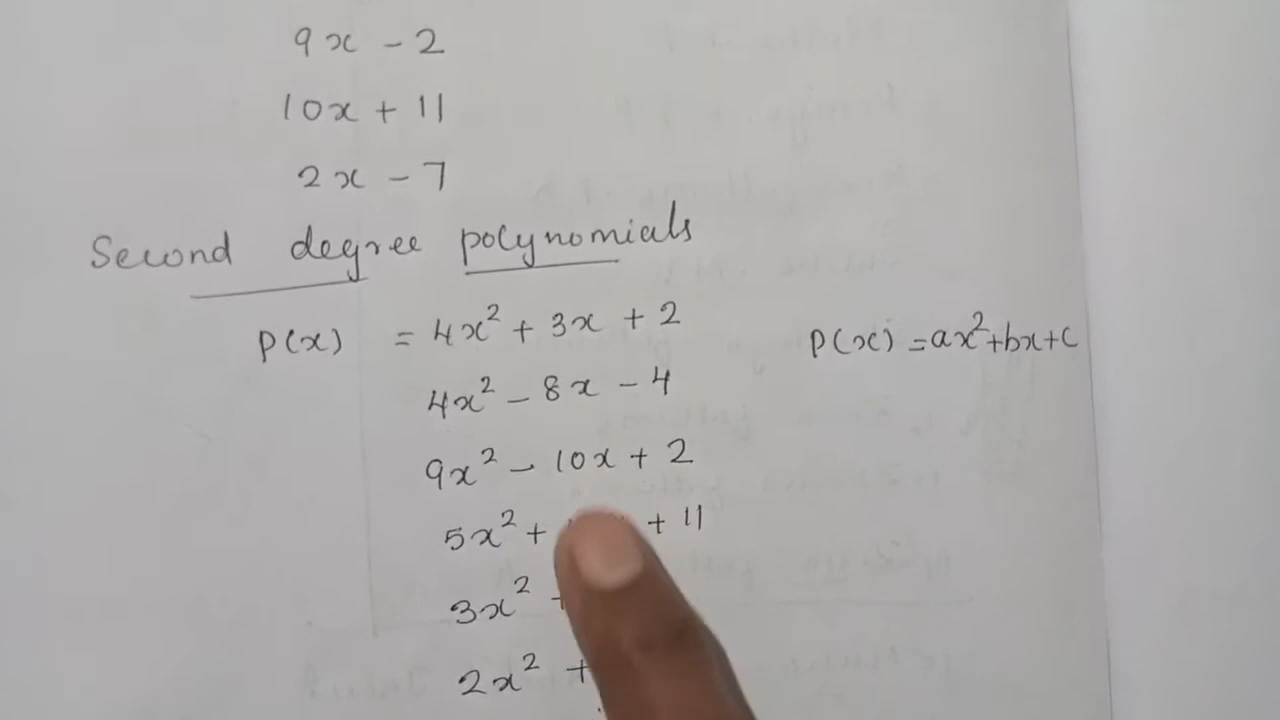 9x - 2
10x + 11
2x - 7
Second degree polynomials
P(x) = 4x² + 3x + 2 P(x) = ax²+bx+c
4x² - 8x - 4
9x² - 10x + 2
5x² + + 11
3x² +
2x² +